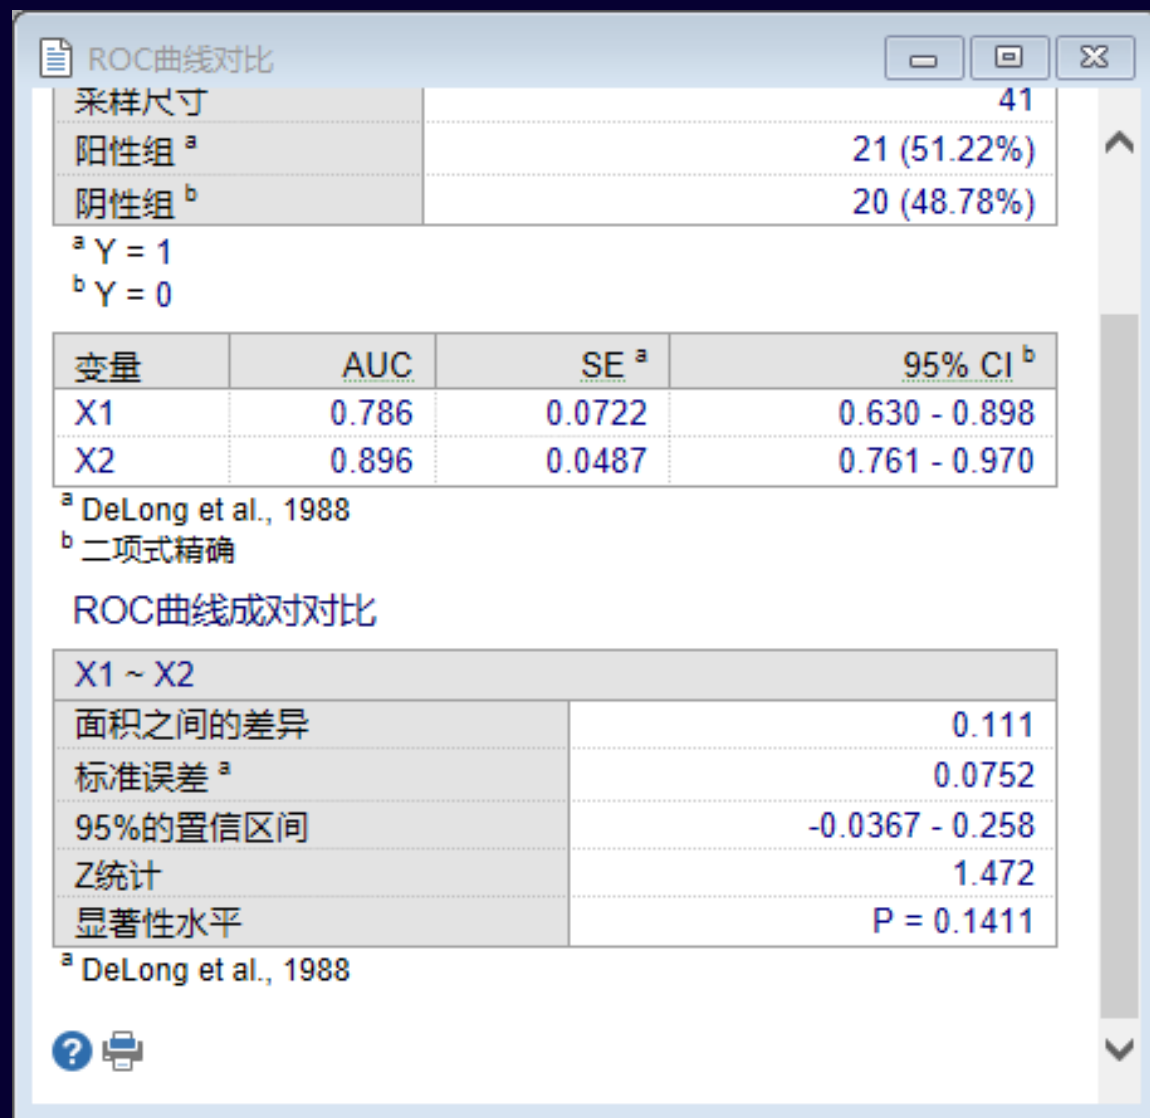 ROC曲线对比
采样尺寸 41
阳性组 a 21 (51.22%)
阴性组 b 20 (48.78%)
a Y = 1
b Y = 0
变量 AUC SE a 95% CI b
X1 0.786 0.0722 0.630 - 0.898
X2 0.896 0.0487 0.761 - 0.970
a DeLong et al., 1988
b 二项式精确
ROC曲线成对对比
X1 ~ X2
面积之间的差异 0.111
标准误差 a 0.0752
95%的置信区间 -0.0367 - 0.258
Z统计 1.472
显著性水平 P = 0.1411
a DeLong et al., 1988
?